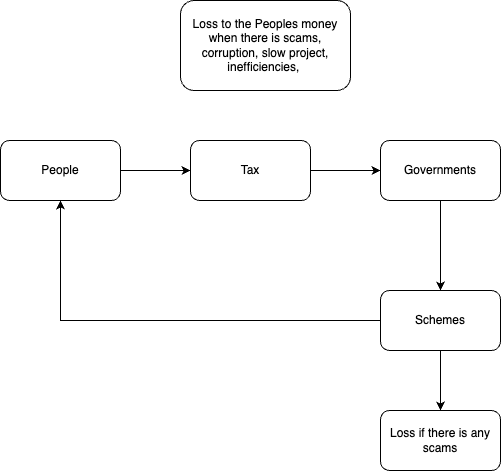 Loss to the Peoples money
when there is scams,
corruption, slow project,
inefficiencies,
People
Tax
Governments
Schemes
Loss if there is any
scams